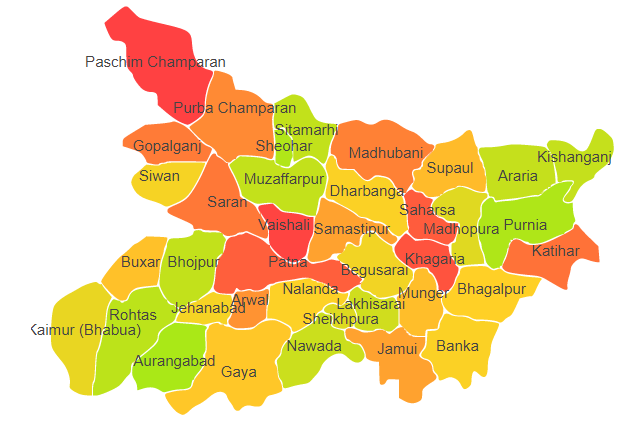 Paschim Champaran
Purba Champaran
Sitamarhi
Gopalganj
Sheohar
Madhubani
Kishanganj
Siwan
Muzaffarpur
Supaul
Araria
Dharbanga
Saran
Saharsa
Vaishali
Samastipur
Madhopura
Purnia
Katihar
Buxar
Bhojpur
Patna
Begusarai
Khagaria
Nalanda
Munger
Bhagalpur
Arwal
Jehanabad
Lakhisarai
Rohtas
Sheikhpura
Kaimur (Bhabua)
Nawada
Jamui
Banka
Aurangabad
Gaya